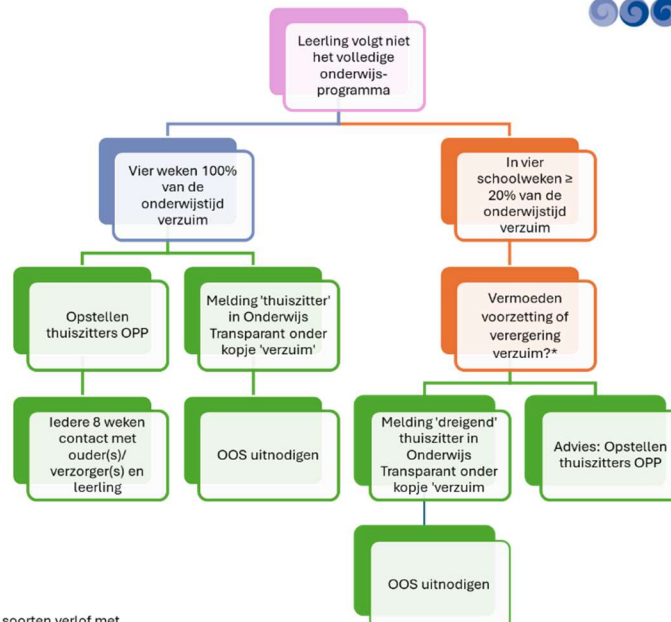 Leerling volgt niet
het volledige
onderwijs-
programma
Vier weken 100%
van de
onderwijstijd
verzuim
In vier
schoolweken ≥
20% van de
onderwijstijd
verzuim
Opstellen
thuiszitters OPP
Melding 'thuiszitter'
in Onderwijs
Transparant onder
kopje 'verzuim'
Vermoeden
voorzetting of
verergering
verzuim?*
Iedere 8 weken
contact met
ouder(s)/
verzorger(s) en
leerling
OOS uitnodigen
Melding 'dreigend'
thuiszitter in
Onderwijs
Transparant onder
kopje 'verzuim
Advies: Opstellen
thuiszitters OPP
OOS uitnodigen
soorten verlof met